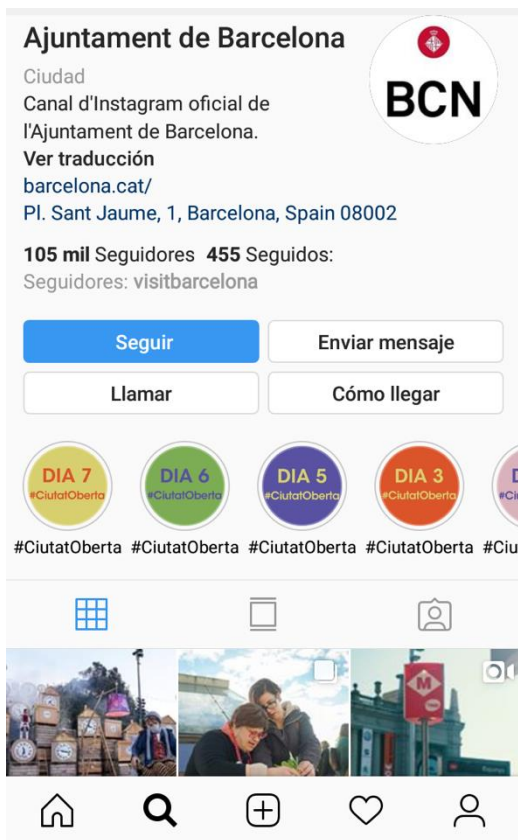 Ajuntament de Barcelona
Ciudad
Canal d'Instagram oficial de
l'Ajuntament de Barcelona.
Ver traducción
barcelona.cat/
Pl. Sant Jaume, 1, Barcelona, Spain 08002
BCN
105 mil Seguidores 455 Seguidos:
Seguidores: visitbarcelona
Seguir
Enviar mensaje
Llamar
Cómo llegar
DIA 7
#CiutatOberta
DIA 6
#CiutatOberta
DIA 5
#CiutatOberta
DIA 3
#CiutatOberta
D
#Ci
#CiutatOberta #CiutatOberta #CiutatOberta #CiutatOberta #Ciu
M